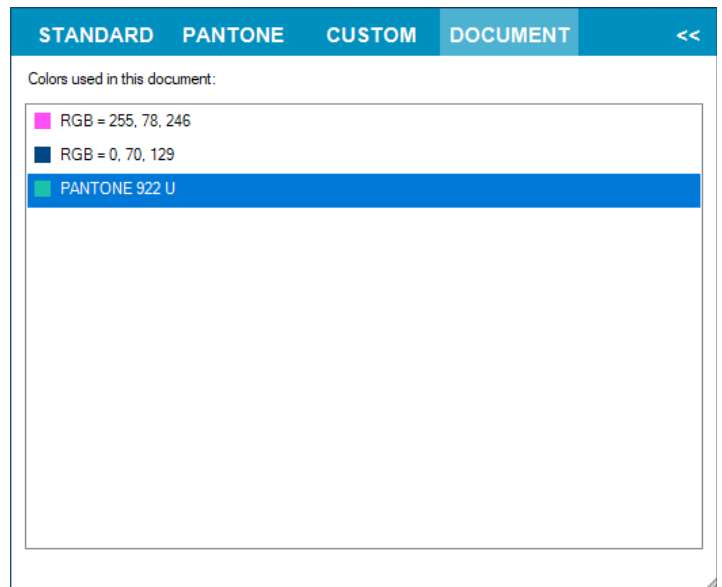 STANDARD PANTONE CUSTOM DOCUMENT <<
Colors used in this document:
RGB = 255, 78, 246
RGB = 0, 70, 129
PANTONE 922 U